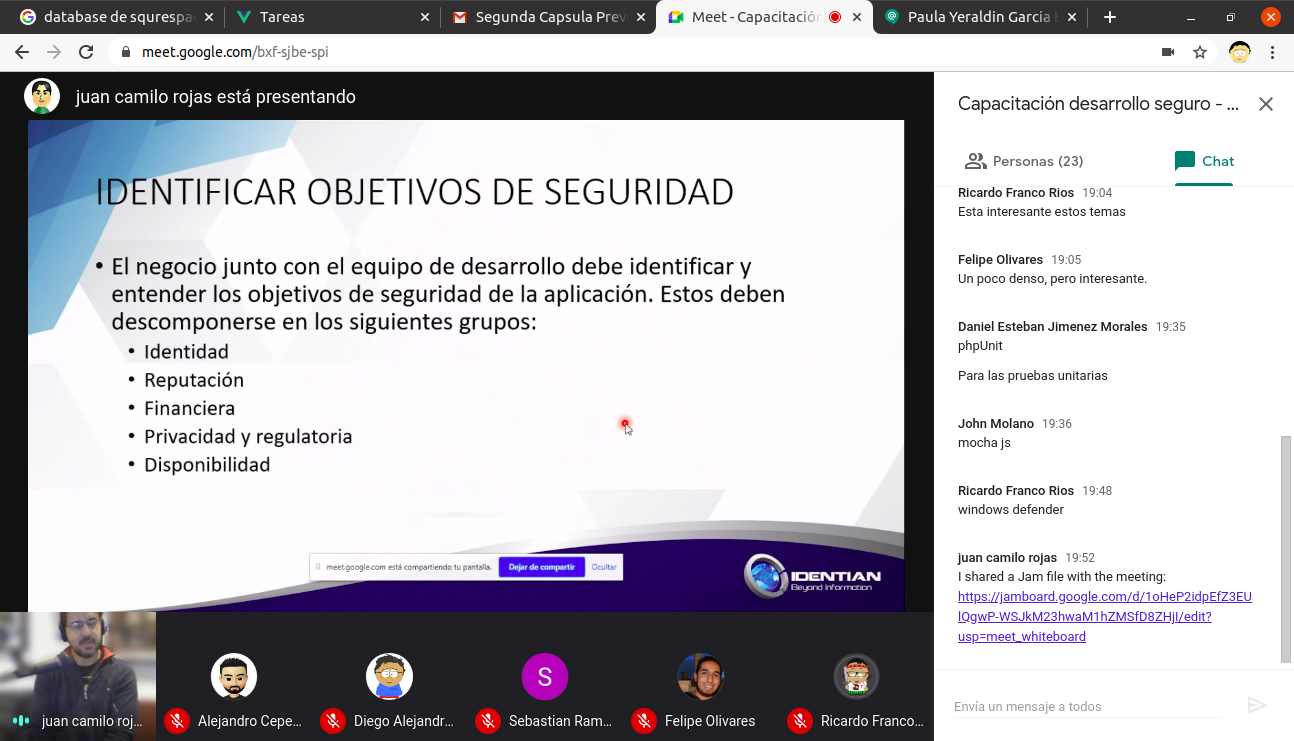 database de squrespa
Tareas
Segunda Capsula Prev
Meet - Capacitación
Paula Yeraldin Garcia
meet.google.com/bxf-sjbe-spi
juan camilo rojas está presentando
IDENTIFICAR OBJETIVOS DE SEGURIDAD
• El negocio junto con el equipo de desarrollo debe identificar y
entender los objetivos de seguridad de la aplicación. Estos deben
descomponerse en los siguientes grupos:
• Identidad
• Reputación
• Financiera
• Privacidad y regulatoria
• Disponibilidad
meet.google.com está compartiendo tu pantalla.
Dejar de compartir
Ocultar
IDENTIAN
Beyond Information
juan camilo roj...
Alejandro Cepe...
Diego Alejandr...
S
Sebastian Ram...
Felipe Olivares
Ricardo Franco...
Capacitación desarrollo seguro - ...
Personas (23)
Chat
Ricardo Franco Rios 19:04
Esta interesante estos temas
Felipe Olivares 19:05
Un poco denso, pero interesante.
Daniel Esteban Jimenez Morales 19:35
phpUnit
Para las pruebas unitarias
John Molano 19:36
mocha js
Ricardo Franco Rios 19:48
windows defender
juan camilo rojas 19:52
I shared a Jam file with the meeting:
https://jamboard.google.com/d/1oHeP2idpEfZ3EU
lQgwP-WSJkM23hwaM1hZMSfD8ZHjI/edit?
usp=meet_whiteboard
Envía un mensaje a todos